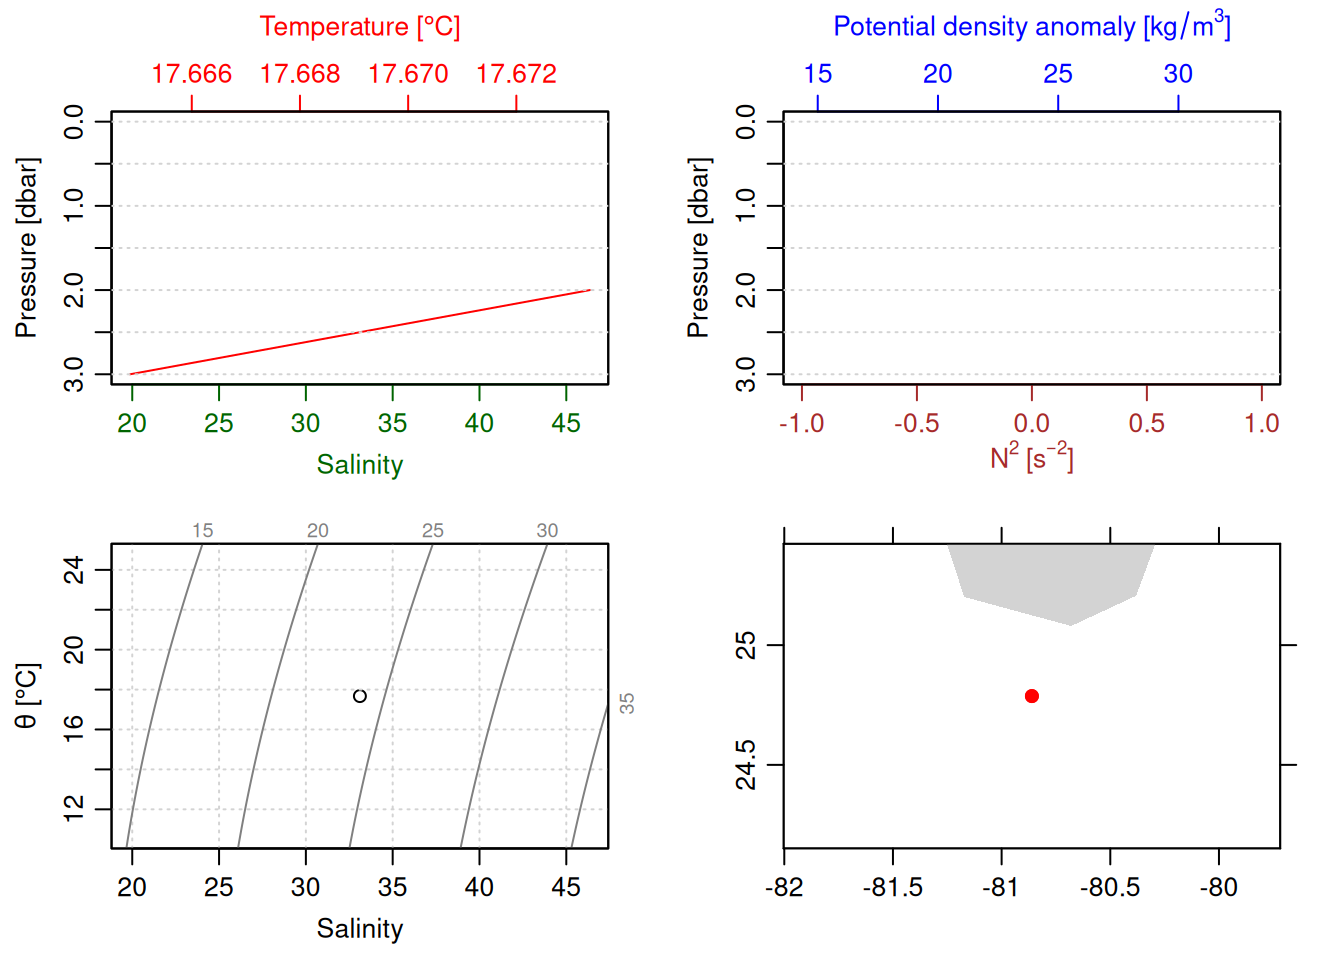 Temperature [°C]
17.666 17.668 17.670 17.672
0.0
1.0
2.0
3.0
Pressure [dbar]
20 25 30 35 40 45
Salinity
Potential density anomaly [kg/m³]
15 20 25 30
0.0
1.0
2.0
3.0
Pressure [dbar]
-1.0 -0.5 0.0 0.5 1.0
N² [s⁻²]
15 20 25 30
35
24
20
16
12
θ [°C]
20 25 30 35 40 45
Salinity
25
24.5
-82 -81.5 -81 -80.5 -80